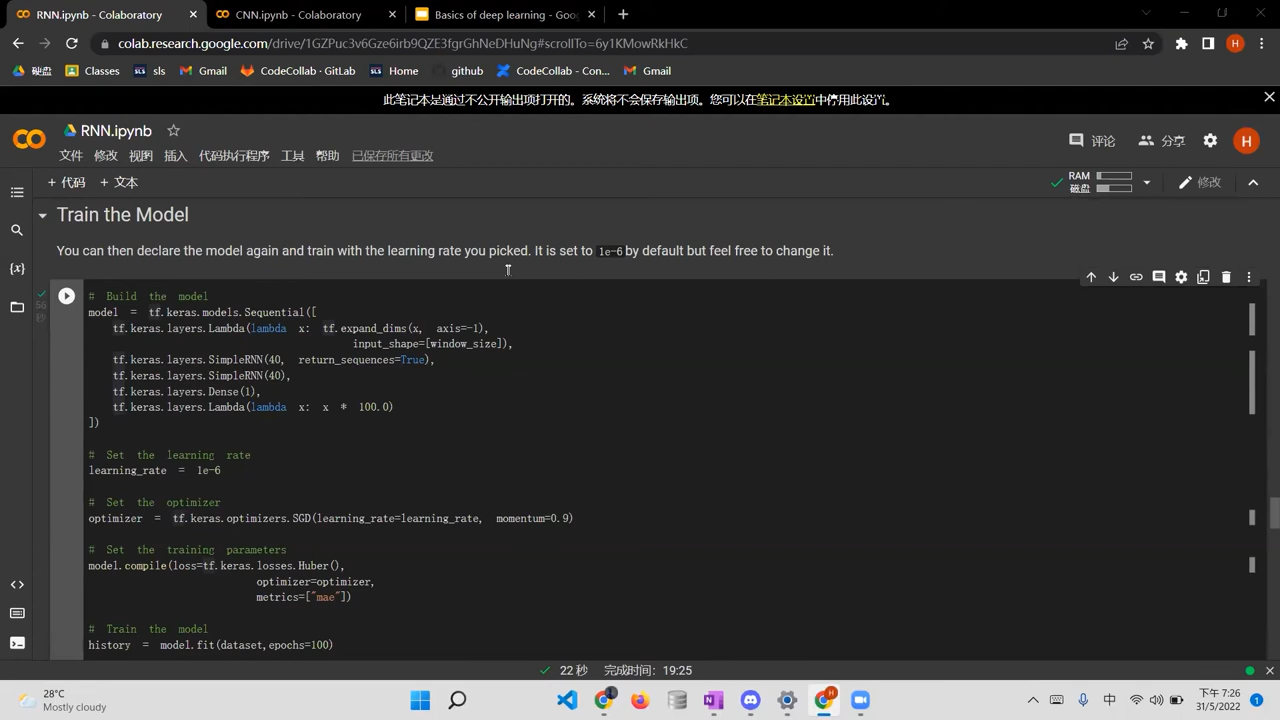 RNN.ipynb - Colaboratory
CNN.ipynb - Colaboratory
Basics of deep learning - Goo
colab.research.google.com/drive/1GZPuc3v6Gze6irb9QZE3fgrGhNeDHuNg#scrollTo=6y1KMowRkHkC
H
硬盘
Classes
sls
Gmail
CodeCollab · GitLab
SLS Home
github
CodeCollab - Con...
Gmail
此笔记本是通过不公开输出项打开的。系统将不会保存输出项。您可以在笔记本设置中停用此设置。
RNN.ipynb
评论
分享
H
文件 修改 视图 插入 代码执行程序 工具 帮助 已保存所有更改
+ 代码 + 文本
RAM
磁盘
修改
Train the Model
You can then declare the model again and train with the learning rate you picked. It is set to 1e-6 by default but feel free to change it.
56
秒
# Build the model
model = tf.keras.models.Sequential([
tf.keras.layers.Lambda(lambda x: tf.expand_dims(x, axis=-1),
input_shape=[window_size]),
tf.keras.layers.SimpleRNN(40, return_sequences=True),
tf.keras.layers.SimpleRNN(40),
tf.keras.layers.Dense(1),
tf.keras.layers.Lambda(lambda x: x * 100.0)
])
# Set the learning rate
learning_rate = 1e-6
# Set the optimizer
optimizer = tf.keras.optimizers.SGD(learning_rate=learning_rate, momentum=0.9)
# Set the training parameters
model.compile(loss=tf.keras.losses.Huber(),
optimizer=optimizer,
metrics=["mae"])
# Train the model
history = model.fit(dataset,epochs=100)
22 秒 完成时间：19:25
28°C
Mostly cloudy
中
下午 7:26
31/5/2022
1